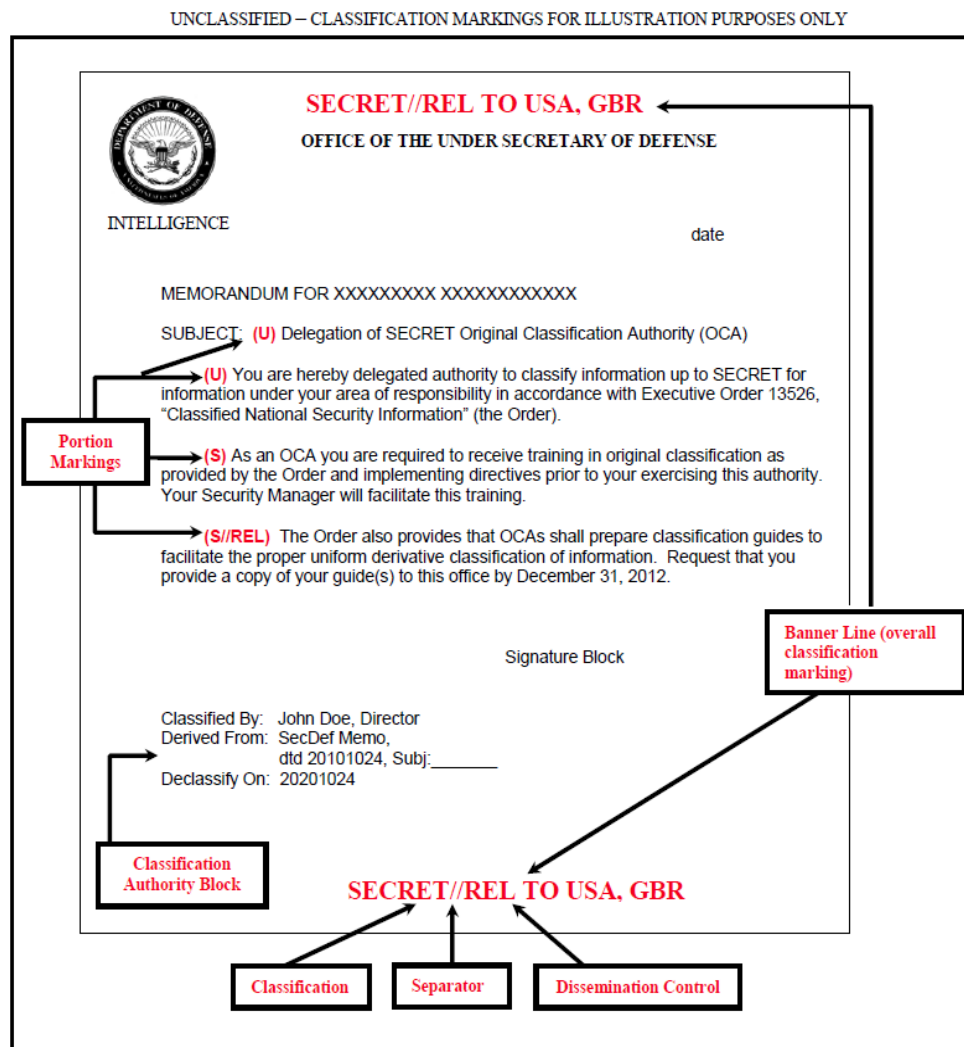 UNCLASSIFIED – CLASSIFICATION MARKINGS FOR ILLUSTRATION PURPOSES ONLY
SECRET//REL TO USA, GBR
OFFICE OF THE UNDER SECRETARY OF DEFENSE
DEPARTMENT OF DEFENSE
UNITED STATES OF AMERICA
INTELLIGENCE
date
MEMORANDUM FOR XXXXXXXXX XXXXXXXXXXXX
SUBJECT: (U) Delegation of SECRET Original Classification Authority (OCA)
(U) You are hereby delegated authority to classify information up to SECRET for
information under your area of responsibility in accordance with Executive Order 13526,
“Classified National Security Information” (the Order).
Portion
Markings
(S) As an OCA you are required to receive training in original classification as
provided by the Order and implementing directives prior to your exercising this authority.
Your Security Manager will facilitate this training.
(S//REL) The Order also provides that OCAs shall prepare classification guides to
facilitate the proper uniform derivative classification of information. Request that you
provide a copy of your guide(s) to this office by December 31, 2012.
Banner Line (overall
classification
marking)
Signature Block
Classified By: John Doe, Director
Derived From: SecDef Memo,
dtd 20101024, Subj:_______
Declassify On: 20201024
Classification
Authority Block
SECRET//REL TO USA, GBR
Classification
Separator
Dissemination Control